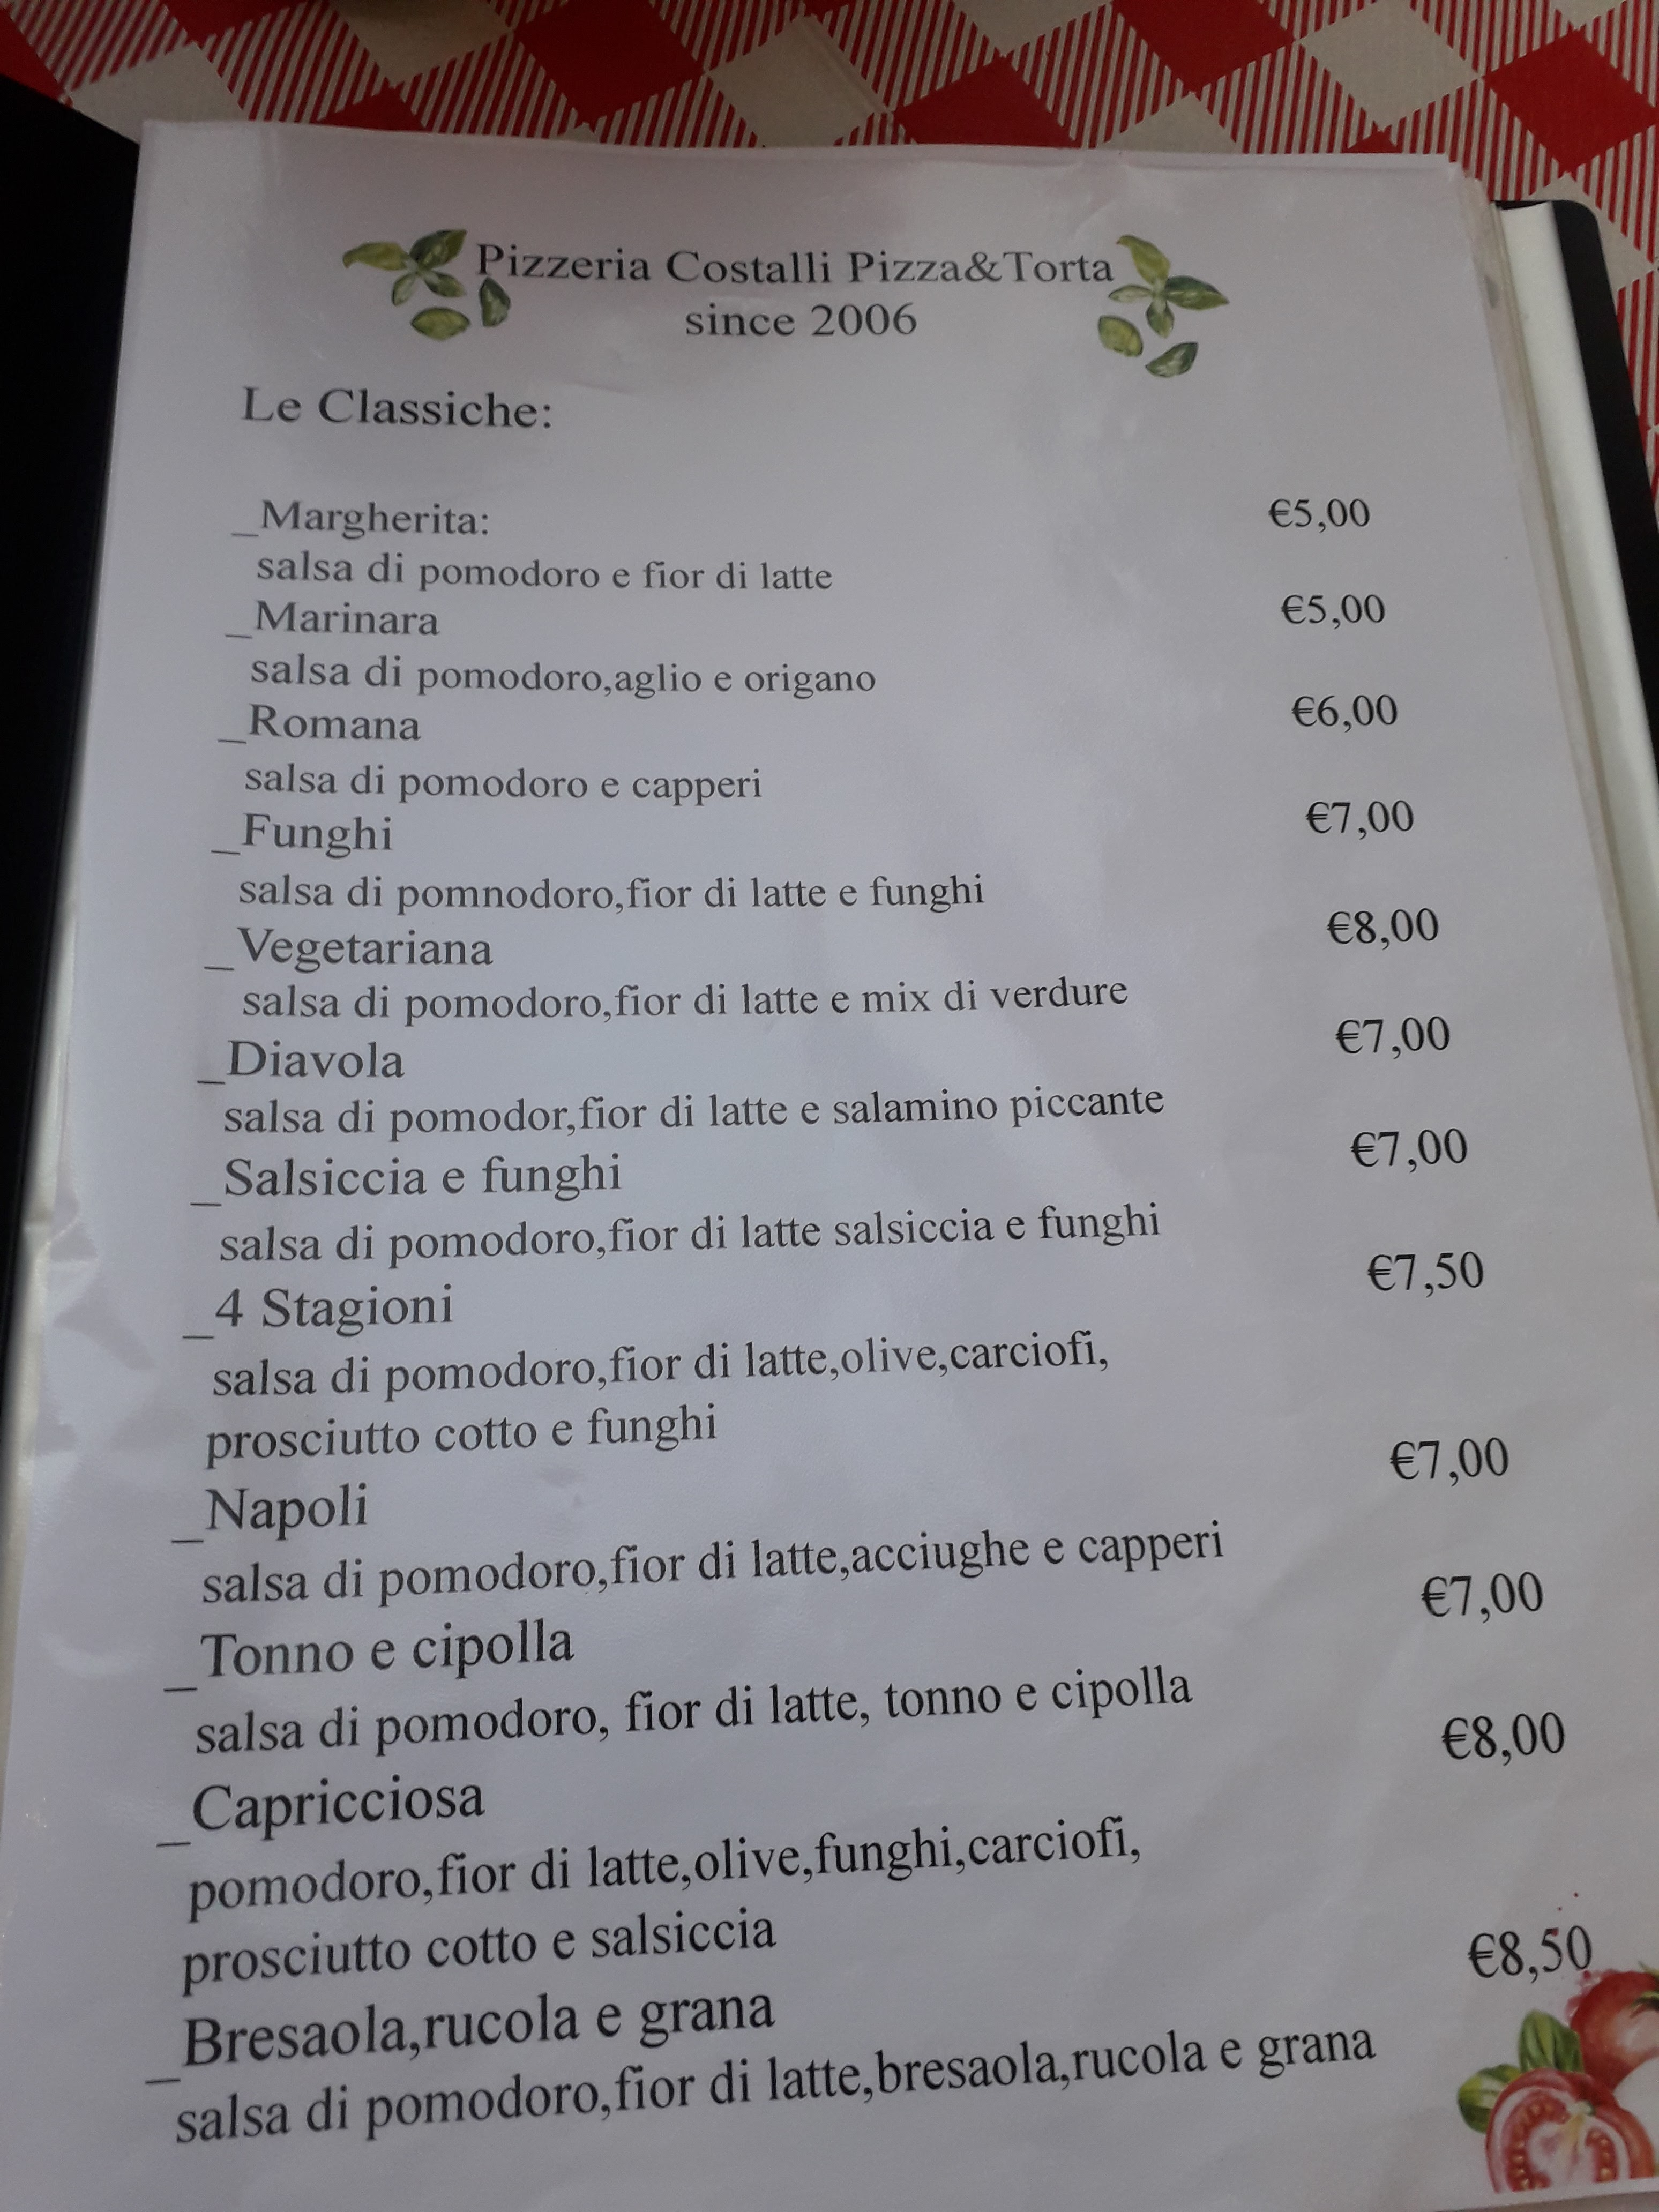 Pizzeria Costalli Pizza&Torta
since 2006
Le Classiche:
_Margherita: €5,00
salsa di pomodoro e fior di latte
_Marinara €5,00
salsa di pomodoro,aglio e origano
_Romana €6,00
salsa di pomodoro e capperi
_Funghi €7,00
salsa di pomnodoro,fior di latte e funghi
_Vegetariana €8,00
salsa di pomodoro,fior di latte e mix di verdure
_Diavola €7,00
salsa di pomodor,fior di latte e salamino piccante
_Salsiccia e funghi €7,00
salsa di pomodoro,fior di latte salsiccia e funghi
_4 Stagioni €7,50
salsa di pomodoro,fior di latte,olive,carciofi,
prosciutto cotto e funghi
_Napoli €7,00
salsa di pomodoro,fior di latte,acciughe e capperi
_Tonno e cipolla €7,00
salsa di pomodoro, fior di latte, tonno e cipolla
_Capricciosa €8,00
pomodoro,fior di latte,olive,funghi,carciofi,
prosciutto cotto e salsiccia
_Bresaola,rucola e grana €8,50
salsa di pomodoro,fior di latte,bresaola,rucola e grana